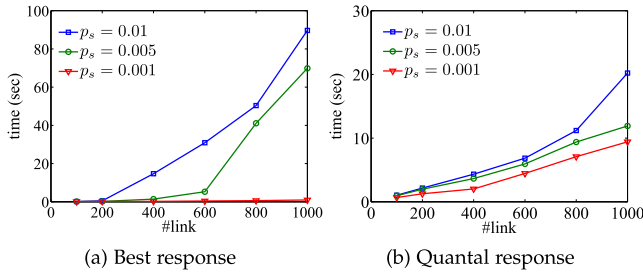 100
80
60
40
20
0
time (sec)
p_s = 0.01
p_s = 0.005
p_s = 0.001
0 200 400 600 800 1000
#link
(a) Best response
30
20
10
0
time (sec)
p_s = 0.01
p_s = 0.005
p_s = 0.001
0 200 400 600 800 1000
#link
(b) Quantal response